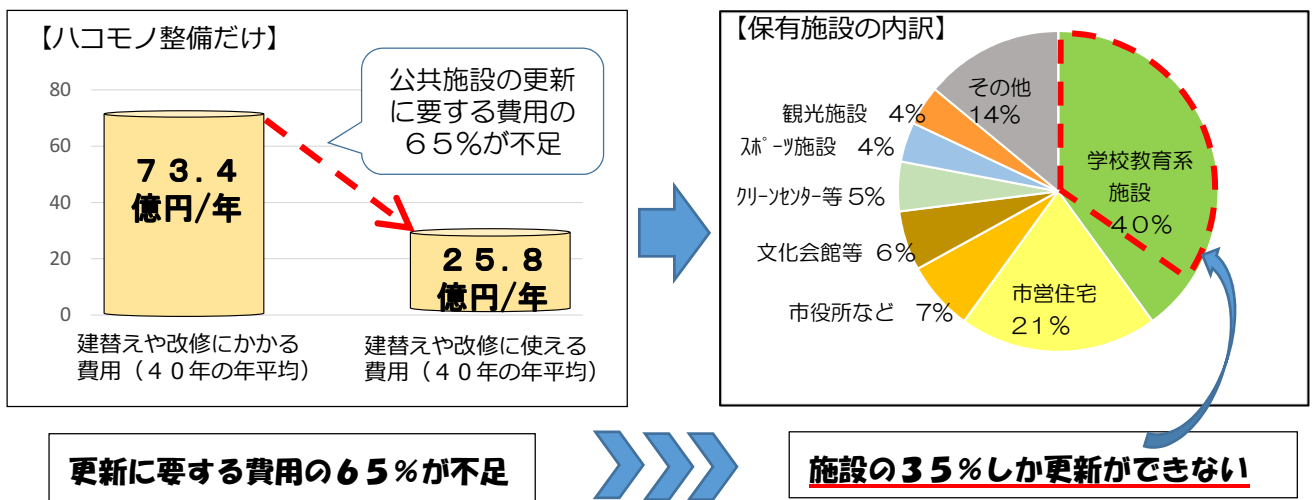 【ハコモノ整備だけ】
80
60
40
20
0
７３.４
億円/年
２５.８
億円/年
公共施設の更新
に要する費用の
６５％が不足
建替えや改修にかかる
費用（４０年の年平均）
建替えや改修に使える
費用（４０年の年平均）
【保有施設の内訳】
その他
14%
観光施設　4%
ｽﾎﾟｰﾂ施設　4%
ｸﾘｰﾝｾﾝﾀｰ等 5%
文化会館等　6%
市役所など　7%
市営住宅
21%
学校教育系
施設
４０%
更新に要する費用の６５％が不足
施設の３５％しか更新ができない